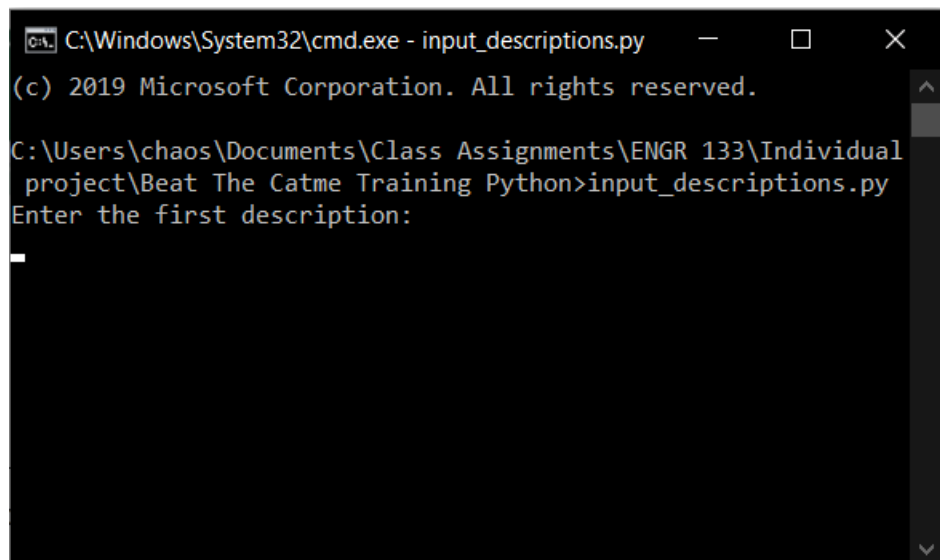 C:\Windows\System32\cmd.exe - input_descriptions.py
(c) 2019 Microsoft Corporation. All rights reserved.
C:\Users\chaos\Documents\Class Assignments\ENGR 133\Individual
project\Beat The Catme Training Python>input_descriptions.py
Enter the first description: